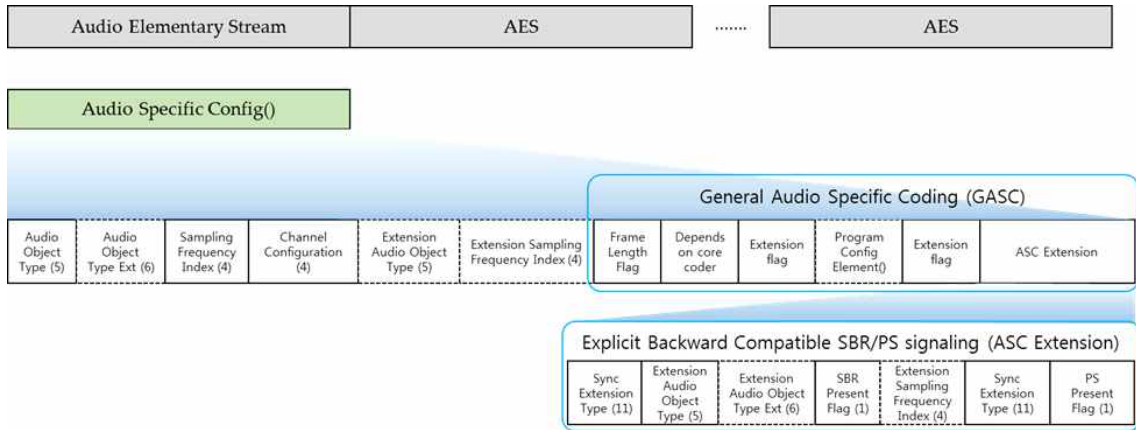 Audio Elementary Stream
AES
.......
AES
Audio Specific Config()
General Audio Specific Coding (GASC)
Audio
Object
Type (5)
Audio
Object
Type Ext (6)
Sampling
Frequency
Index (4)
Channel
Configuration
(4)
Extension
Audio Object
Type (5)
Extension Sampling
Frequency Index (4)
Frame
Length
Flag
Depends
on core
coder
Extension
flag
Program
Config
Element()
Extension
flag
ASC Extension
Explicit Backward Compatible SBR/PS signaling (ASC Extension)
Sync
Extension
Type (11)
Extension
Audio
Object
Type (5)
Extension
Audio Object
Type Ext (6)
SBR
Present
Flag (1)
Extension
Sampling
Frequency
Index (4)
Sync
Extension
Type (11)
PS
Present
Flag (1)